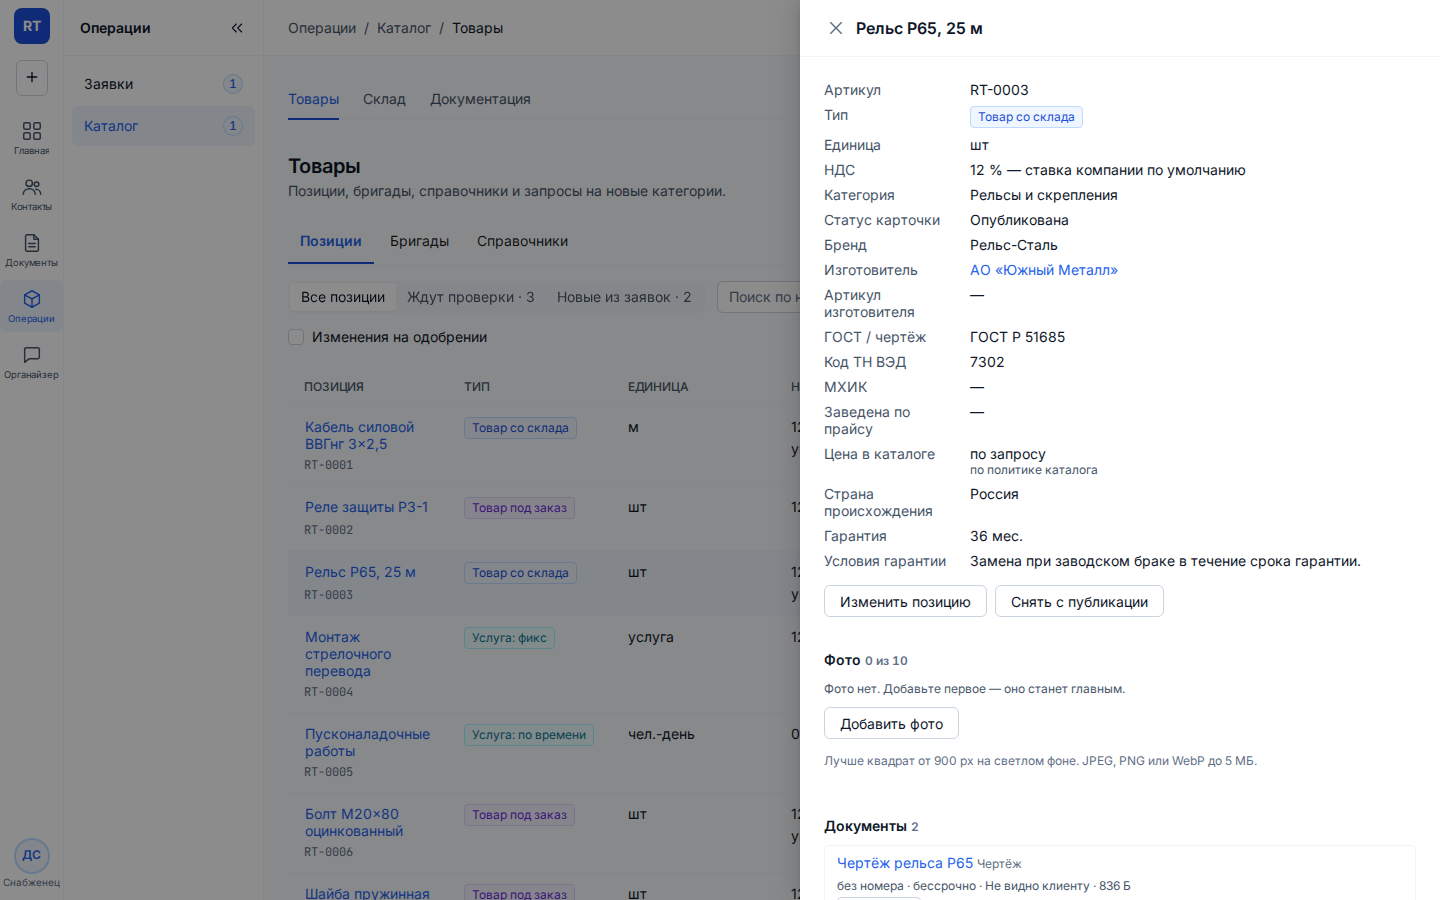 RT
Главная
Контакты
Документы
Операции
Органайзер
ДС
Снабженец
Операции
Заявки 1
Каталог 1
Операции / Каталог / Товары
Товары Склад Документация
Товары
Позиции, бригады, справочники и запросы на новые категории.
Позиции Бригады Справочники
Все позиции Ждут проверки · 3 Новые из заявок · 2 Поиск по
Изменения на одобрении
ПОЗИЦИЯ ТИП ЕДИНИЦА
Кабель силовой
ВВГнг 3×2,5
RT-0001
Товар со склада м
Реле защиты РЗ-1
RT-0002
Товар под заказ шт
Рельс Р65, 25 м
RT-0003
Товар со склада шт
Монтаж
стрелочного
перевода
RT-0004
Услуга: фикс услуга
Пусконаладочные
работы
RT-0005
Услуга: по времени чел.-день
Болт М20×80
оцинкованный
RT-0006
Товар под заказ шт
Шайба пружинная Товар под заказ шт
Рельс Р65, 25 м
Артикул RT-0003
Тип Товар со склада
Единица шт
НДС 12 % — ставка компании по умолчанию
Категория Рельсы и скрепления
Статус карточки Опубликована
Бренд Рельс-Сталь
Изготовитель АО «Южный Металл»
Артикул
изготовителя —
ГОСТ / чертёж ГОСТ Р 51685
Код ТН ВЭД 7302
МХИК —
Заведена по
прайсу —
Цена в каталоге по запросу
по политике каталога
Страна
происхождения Россия
Гарантия 36 мес.
Условия гарантии Замена при заводском браке в течение срока гарантии.
Изменить позицию Снять с публикации
Фото 0 из 10
Фото нет. Добавьте первое — оно станет главным.
Добавить фото
Лучше квадрат от 900 px на светлом фоне. JPEG, PNG или WebP до 5 МБ.
Документы 2
Чертёж рельса Р65 Чертёж
без номера · бессрочно · Не видно клиенту · 836 Б